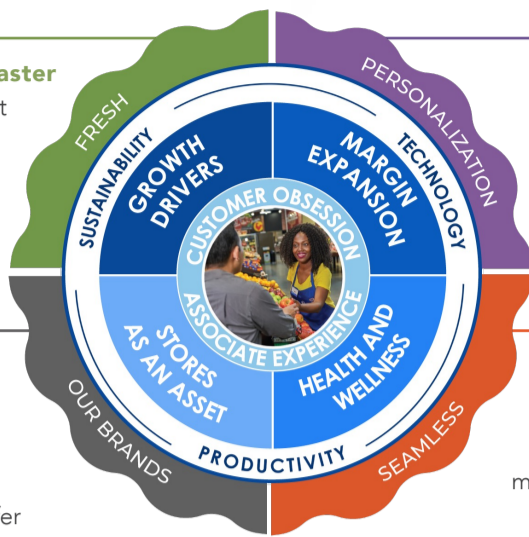 aster
t
FRESH
PERSONALIZATION
SUSTAINABILITY
TECHNOLOGY
GROWTH
DRIVERS
MARGIN
EXPANSION
CUSTOMER OBSESSION
ASSOCIATE EXPERIENCE
STORES
AS AN ASSET
HEALTH AND
WELLNESS
OUR BRANDS
PRODUCTIVITY
SEAMLESS
m
er